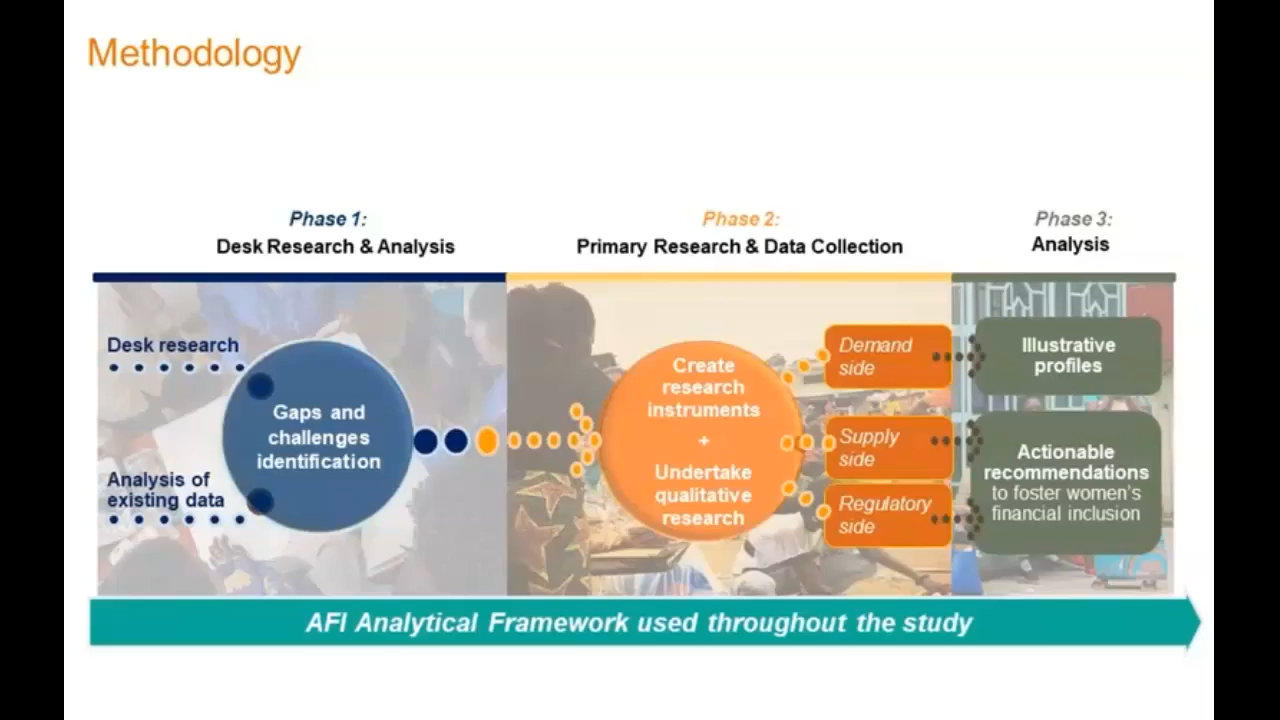 Methodology
Phase 1:
Desk Research & Analysis
Phase 2:
Primary Research & Data Collection
Phase 3:
Analysis
Desk research
Analysis of
existing data
Gaps and
challenges
identification
Create
research
instruments
+
Undertake
qualitative
research
Demand
side
Supply
side
Regulatory
side
Illustrative
profiles
Actionable
recommendations
to foster women's
financial inclusion
AFI Analytical Framework used throughout the study